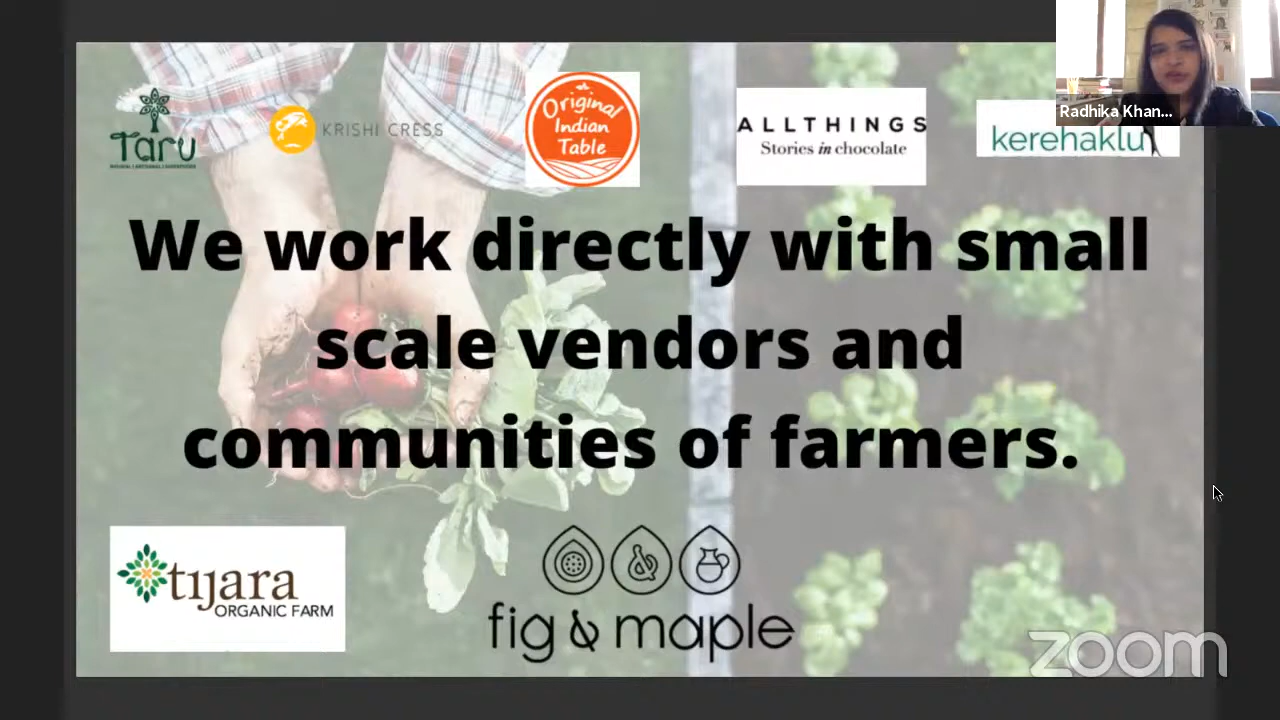 Radhika Khan...
Taru
KRISHI CRESS
Original
Indian
Table
ALLTHINGS
Stories in chocolate
kerehaklu
We work directly with small
scale vendors and
communities of farmers.
tijara
ORGANIC FARM
fig & maple
zoom